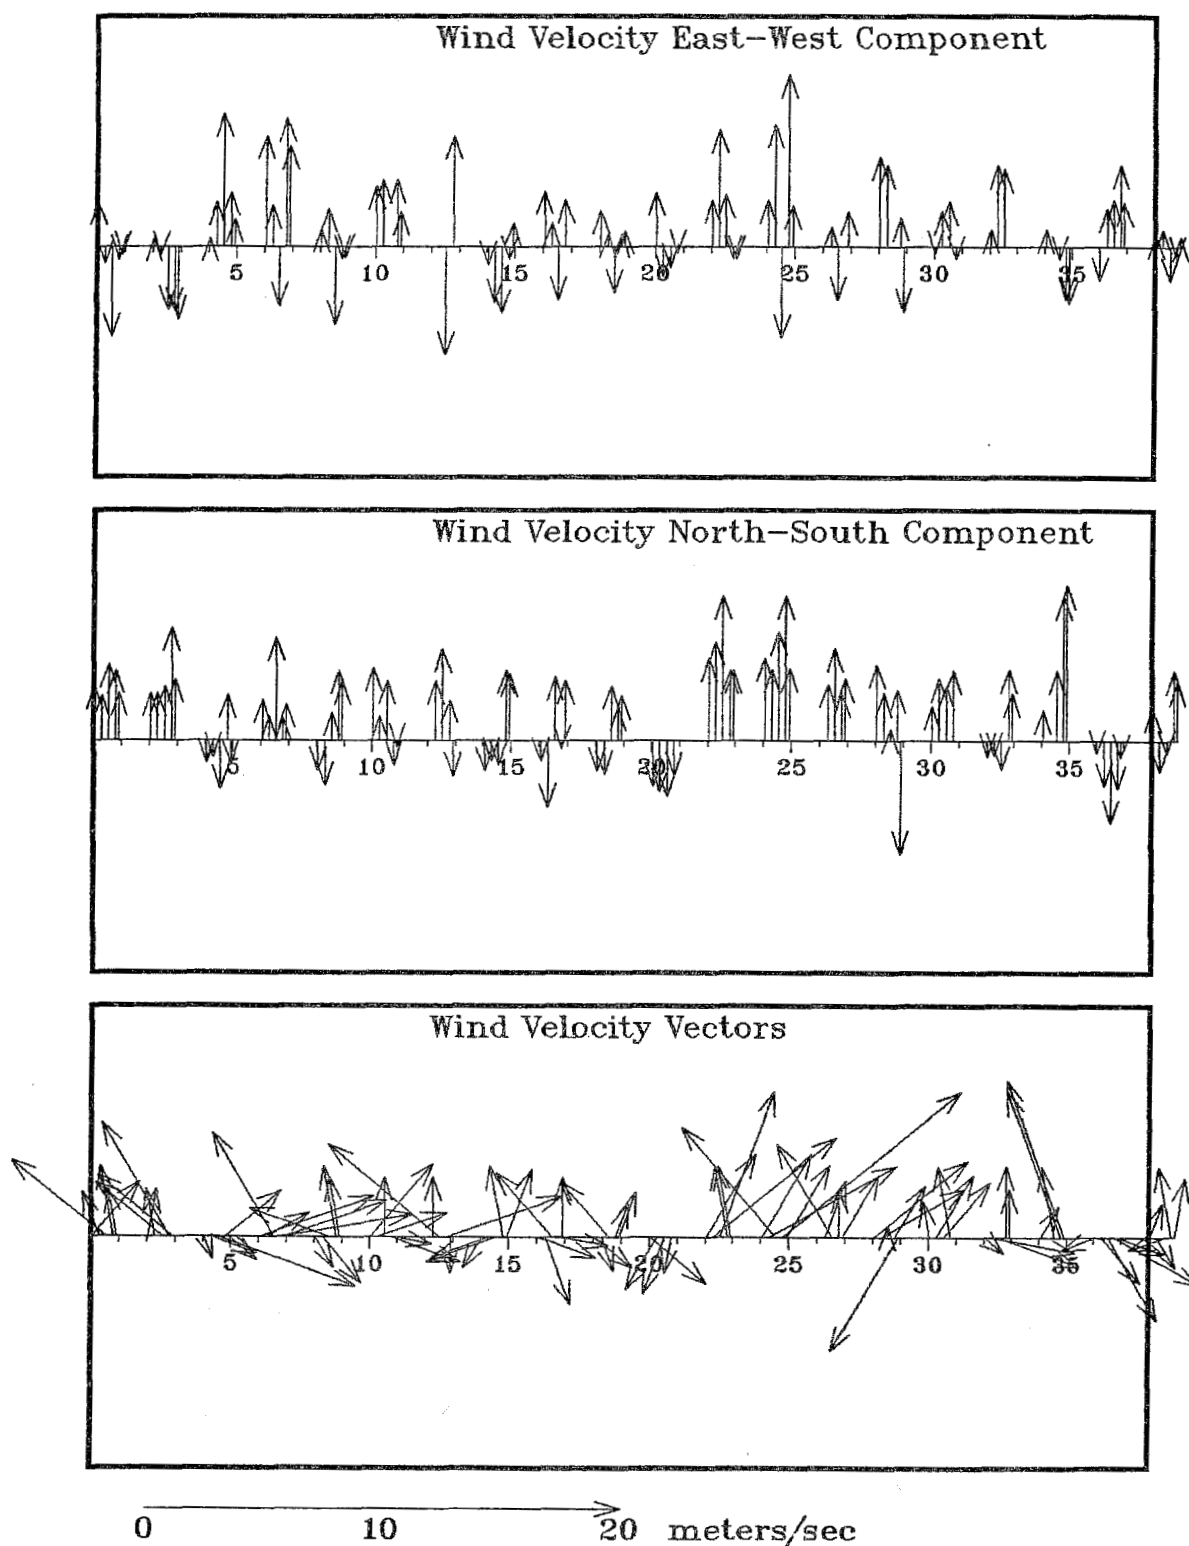 Wind Velocity East-West Component
5 10 15 20 25 30 35
Wind Velocity North-South Component
5 10 15 20 25 30 35
Wind Velocity Vectors
5 10 15 20 25 30 35
0 10 20 meters/sec